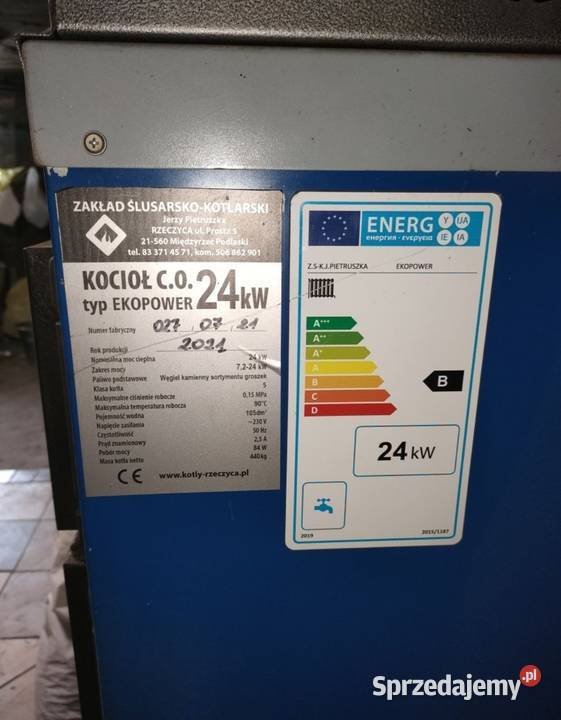 ZAKŁAD ŚLUSARSKO-KOTLARSKI
Jerzy Pietruszka
RZECZYCA ul. Prosta 5
21-560 Międzyrzec Podlaski
tel. 83 371 45 71, kom. 506 862 901
KOCIOŁ C.O.
typ EKOPOWER 24 kW
Numer fabryczny 027.07.21
Rok produkcji 2021
Nominalna moc cieplna 24 kW
Zakres mocy 7,2-24 kW
Paliwo podstawowe Węgiel kamienny sortymentu groszek
Klasa kotła 5
Maksymalne ciśnienie robocze 0,15 MPa
Maksymalna temperatura robocza 90°C
Pojemność wodna 105dm³
Napięcie zasilania ~230 V
Częstotliwość 50 Hz
Prąd znamionowy 2,5 A
Pobór mocy 84 W
Masa kotła netto 440kg
CE www.kotly-rzeczyca.pl
ENERG Y IJA
енергия · ενεργεια IE IA
Z.S-K.J.PIETRUSZKA EKOPOWER
A+++
A++
A+
A
B
C
D
B
24 kW
2019 2015/1187
Sprzedajemy.pl